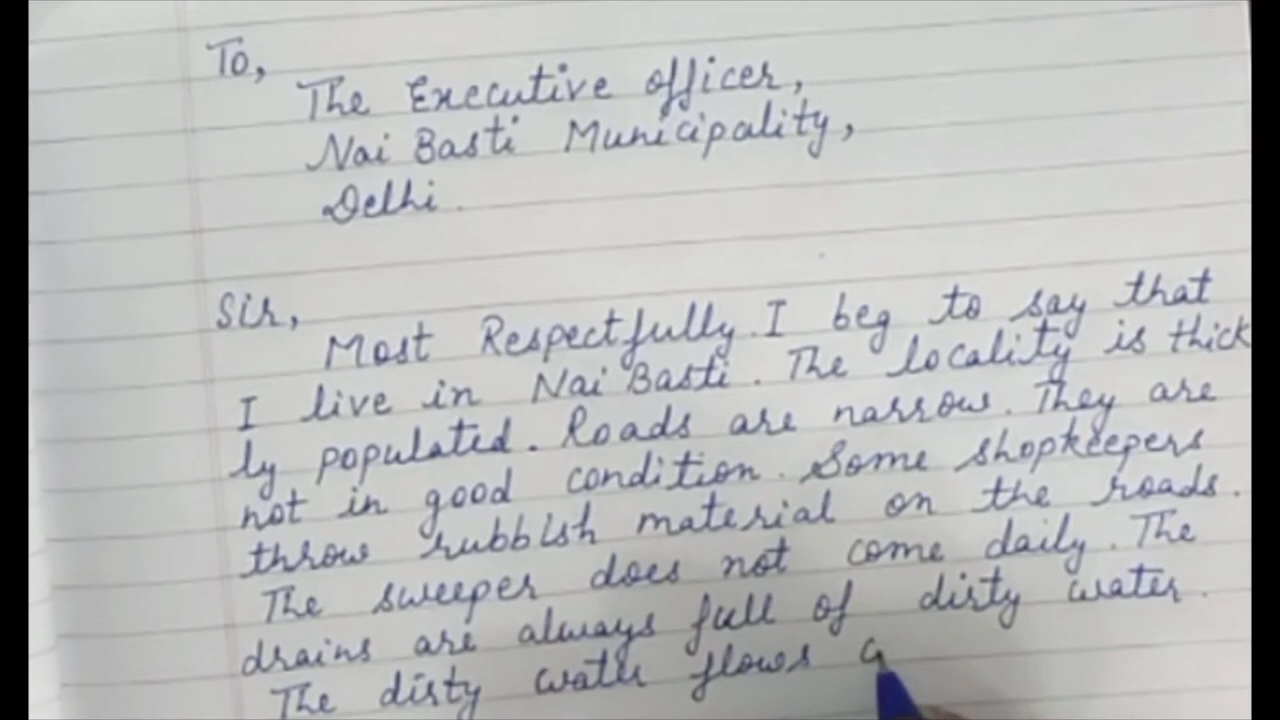 To,
The Executive officer,
Nai Basti Municipality,
Delhi.
Sir,
Most Respectfully I beg to say that
I live in Nai Basti. The locality is thick
ly populated. Roads are narrow. They are
not in good condition. Some shopkeepers
throw rubbish material on the roads.
The sweeper does not come daily. The
drains are always full of dirty water.
The dirty water flows